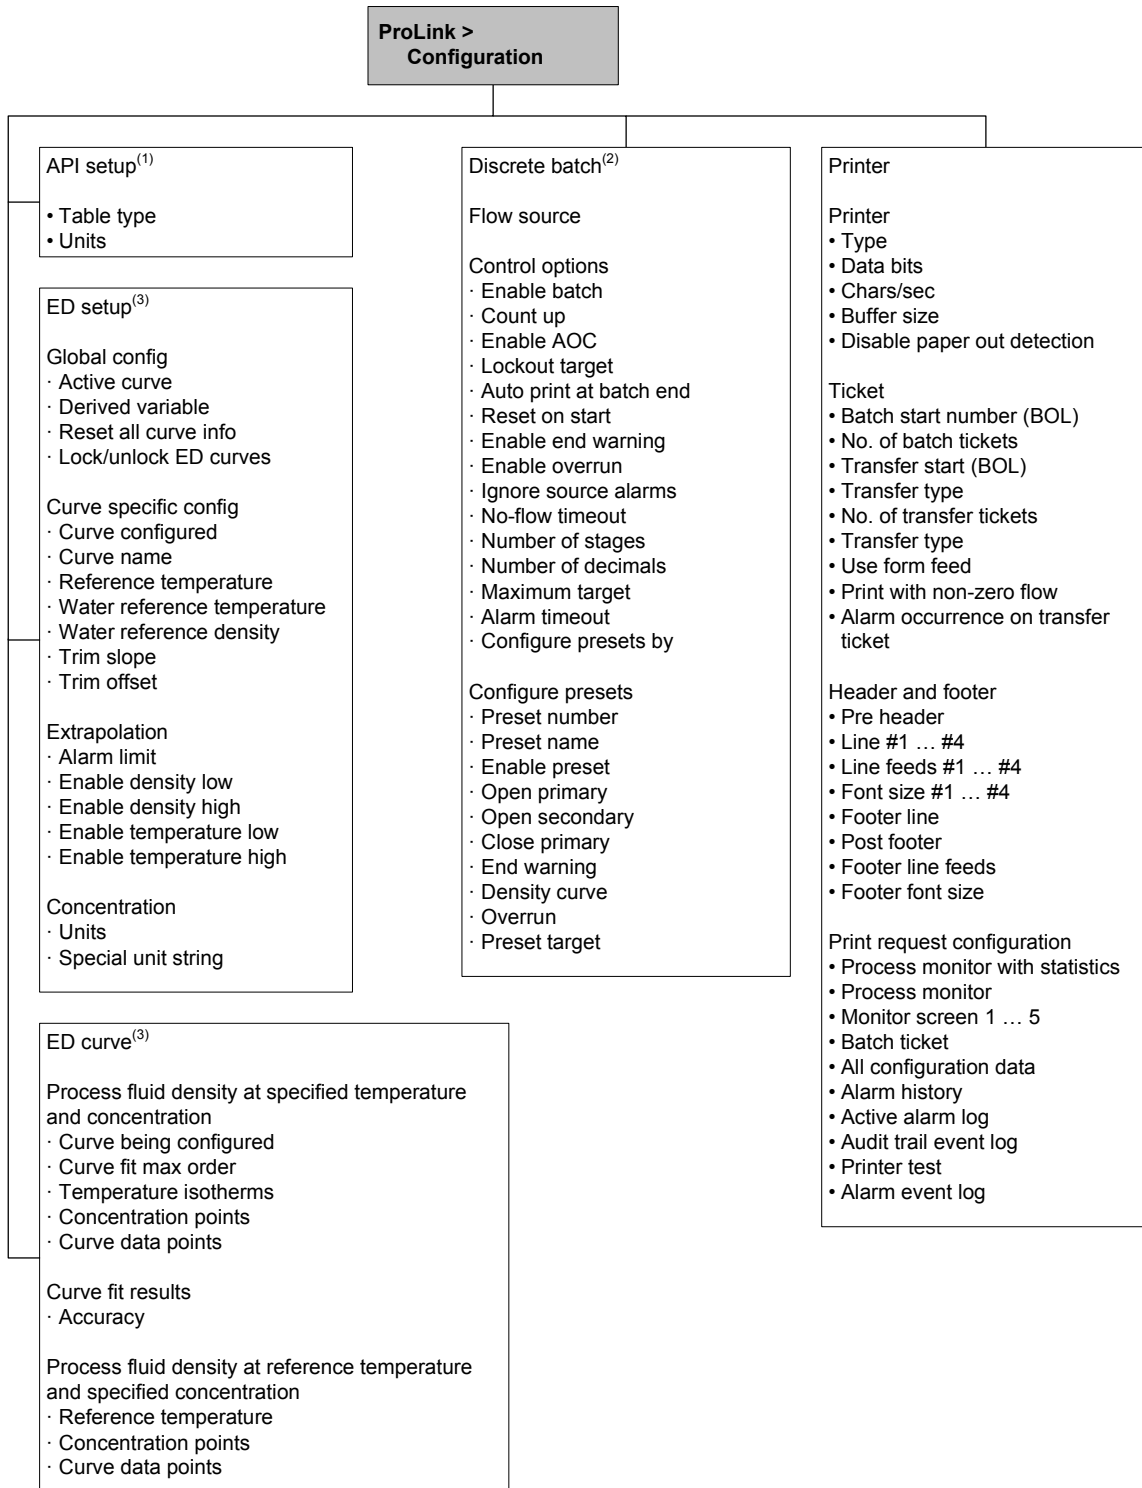 ProLink >
Configuration
API setup(1)
• Table type
• Units
ED setup(3)
Global config
· Active curve
· Derived variable
· Reset all curve info
· Lock/unlock ED curves
Curve specific config
· Curve configured
· Curve name
· Reference temperature
· Water reference temperature
· Water reference density
· Trim slope
· Trim offset
Extrapolation
· Alarm limit
· Enable density low
· Enable density high
· Enable temperature low
· Enable temperature high
Concentration
· Units
· Special unit string
ED curve(3)
Process fluid density at specified temperature
and concentration
· Curve being configured
· Curve fit max order
· Temperature isotherms
· Concentration points
· Curve data points
Curve fit results
· Accuracy
Process fluid density at reference temperature
and specified concentration
· Reference temperature
· Concentration points
· Curve data points
Discrete batch(2)
Flow source
Control options
· Enable batch
· Count up
· Enable AOC
· Lockout target
· Auto print at batch end
· Reset on start
· Enable end warning
· Enable overrun
· Ignore source alarms
· No-flow timeout
· Number of stages
· Number of decimals
· Maximum target
· Alarm timeout
· Configure presets by
Configure presets
· Preset number
· Preset name
· Enable preset
· Open primary
· Open secondary
· Close primary
· End warning
· Density curve
· Overrun
· Preset target
Printer
Printer
• Type
• Data bits
• Chars/sec
• Buffer size
• Disable paper out detection
Ticket
• Batch start number (BOL)
• No. of batch tickets
• Transfer start (BOL)
• Transfer type
• No. of transfer tickets
• Transfer type
• Use form feed
• Print with non-zero flow
• Alarm occurrence on transfer
ticket
Header and footer
• Pre header
• Line #1 … #4
• Line feeds #1 … #4
• Font size #1 … #4
• Footer line
• Post footer
• Footer line feeds
• Footer font size
Print request configuration
• Process monitor with statistics
• Process monitor
• Monitor screen 1 … 5
• Batch ticket
• All configuration data
• Alarm history
• Active alarm log
• Audit trail event log
• Printer test
• Alarm event log